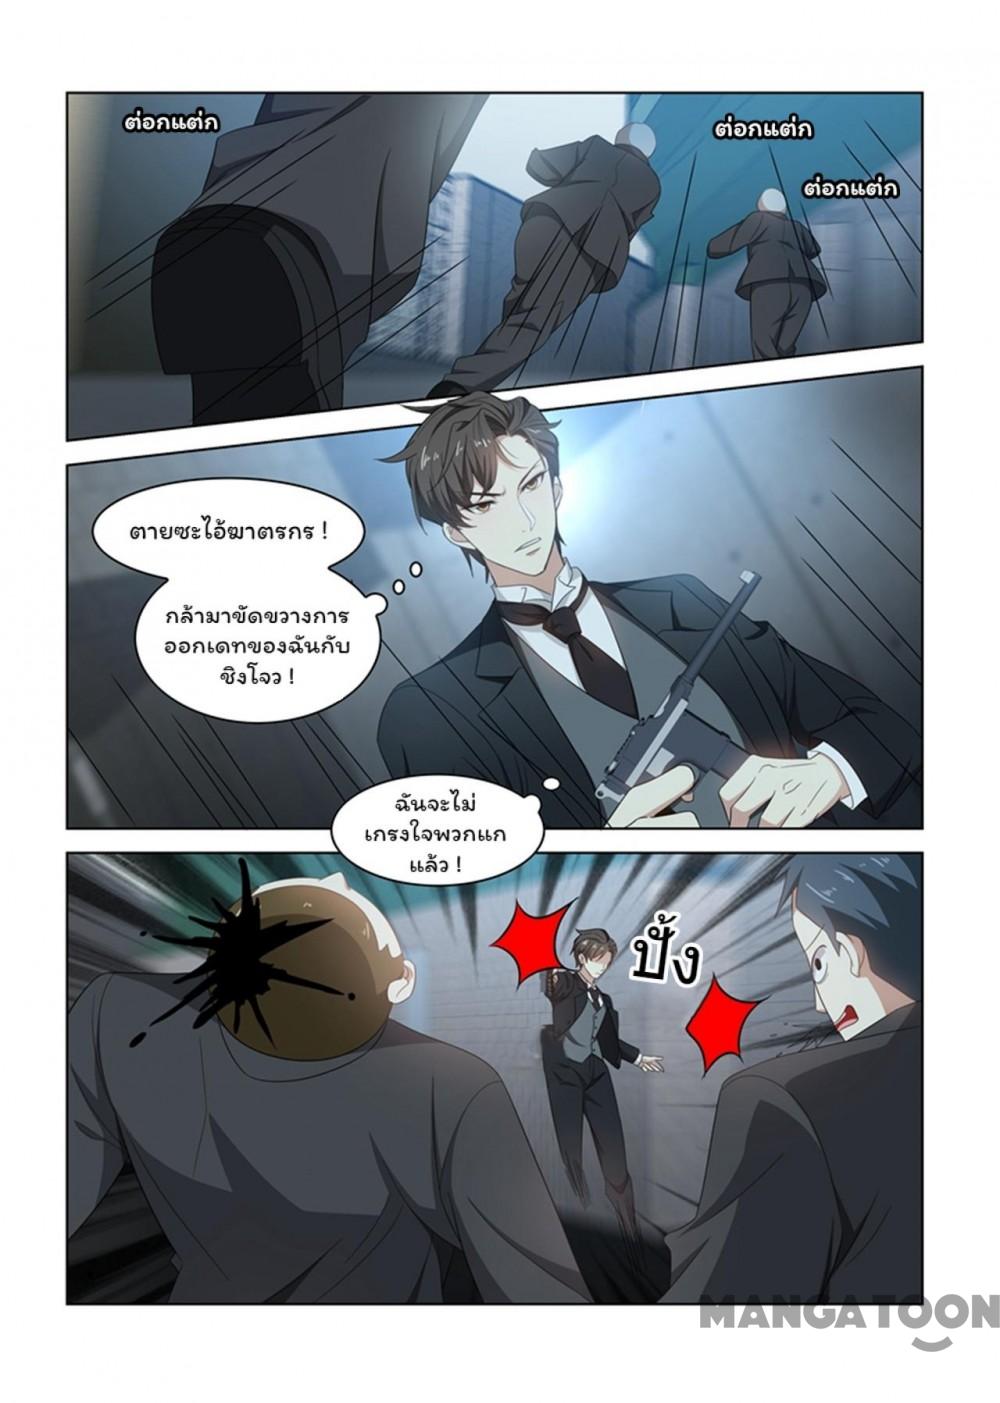 ต่อกแต่ก
ต่อกแต่ก
ต่อกแต่ก
ตายซะไอ้ฆาตรกร !
กล้ามาขัดขวางการ
ออกเดทของฉันกับ
ชิงโจว !
ฉันจะไม่
เกรงใจพวกแก
แล้ว !
ปั้ง
MANGATOON